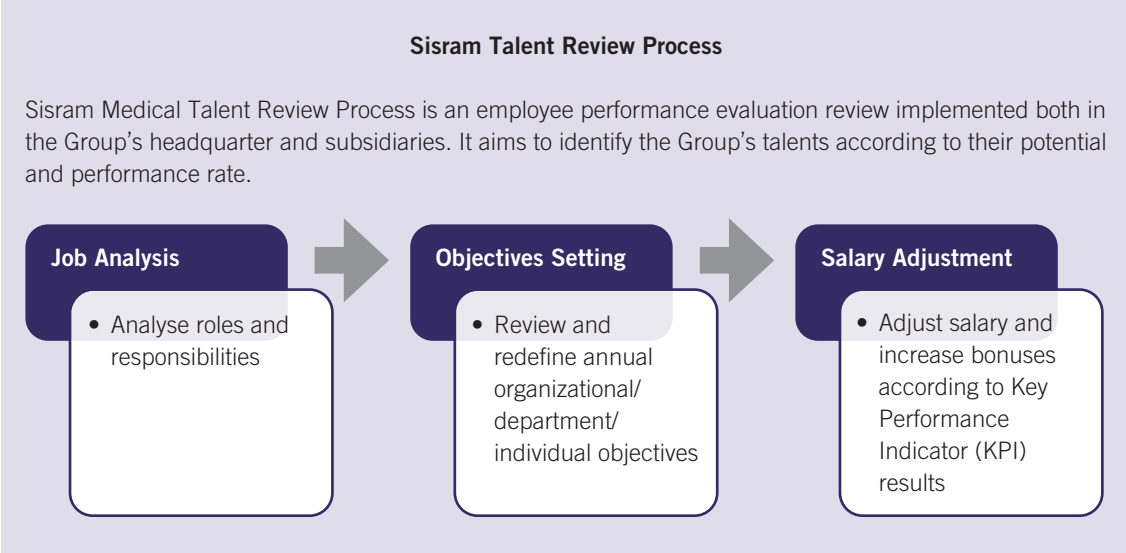 Sisram Talent Review Process
Sisram Medical Talent Review Process is an employee performance evaluation review implemented both in
the Group's headquarter and subsidiaries. It aims to identify the Group's talents according to their potential
and performance rate.
Job Analysis
• Analyse roles and
responsibilities
Objectives Setting
• Review and
redefine annual
organizational/
department/
individual objectives
Salary Adjustment
• Adjust salary and
increase bonuses
according to Key
Performance
Indicator (KPI)
results